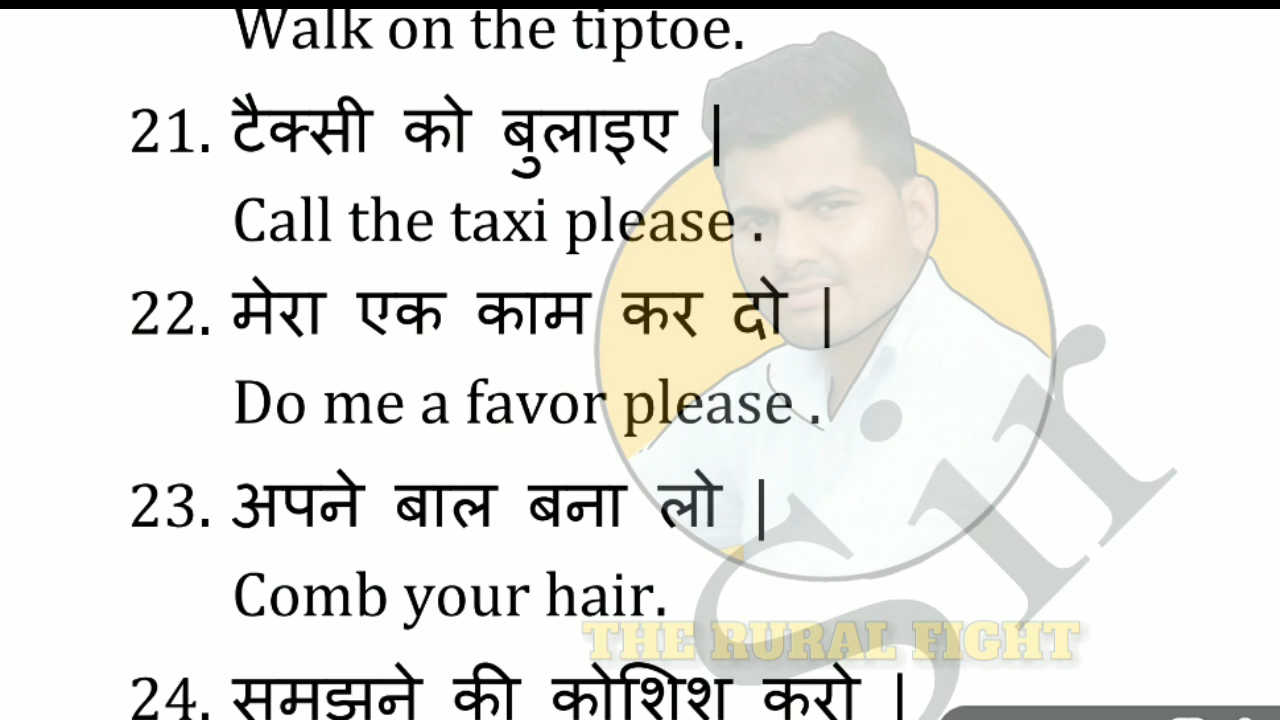 Walk on the tiptoe.
21. टैक्सी को बुलाइए |
Call the taxi please .
22. मेरा एक काम कर दो |
Do me a favor please .
23. अपने बाल बना लो |
Comb your hair.
THE RURAL FIGHT
Sir
24. समझने की कोशिश करो |